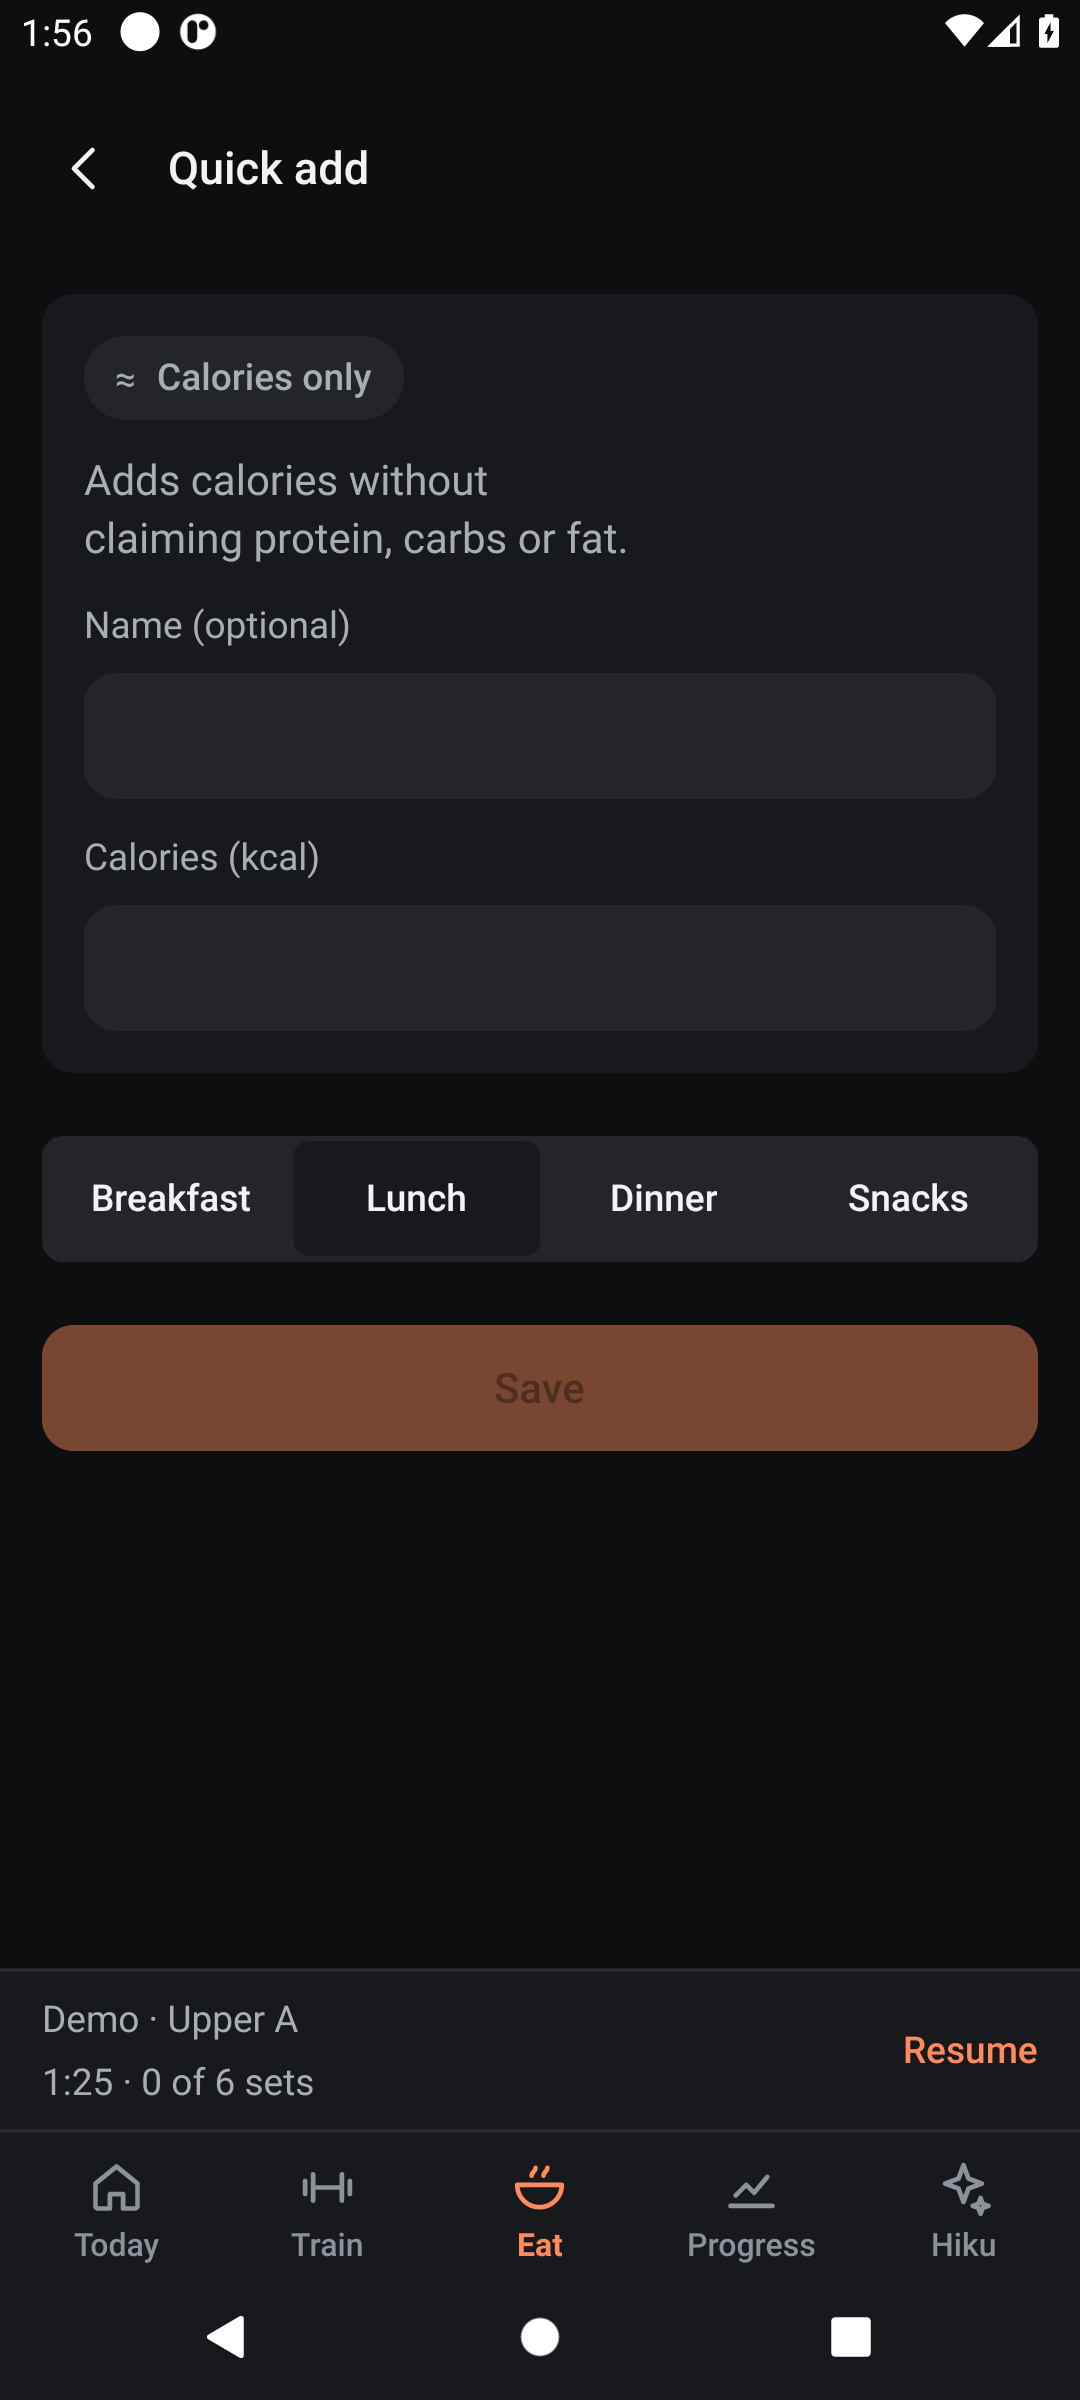 1:56
Quick add
≈ Calories only
Adds calories without
claiming protein, carbs or fat.
Name (optional)
Calories (kcal)
Breakfast Lunch Dinner Snacks
Save
Demo · Upper A
1:25 · 0 of 6 sets
Resume
Today Train Eat Progress Hiku